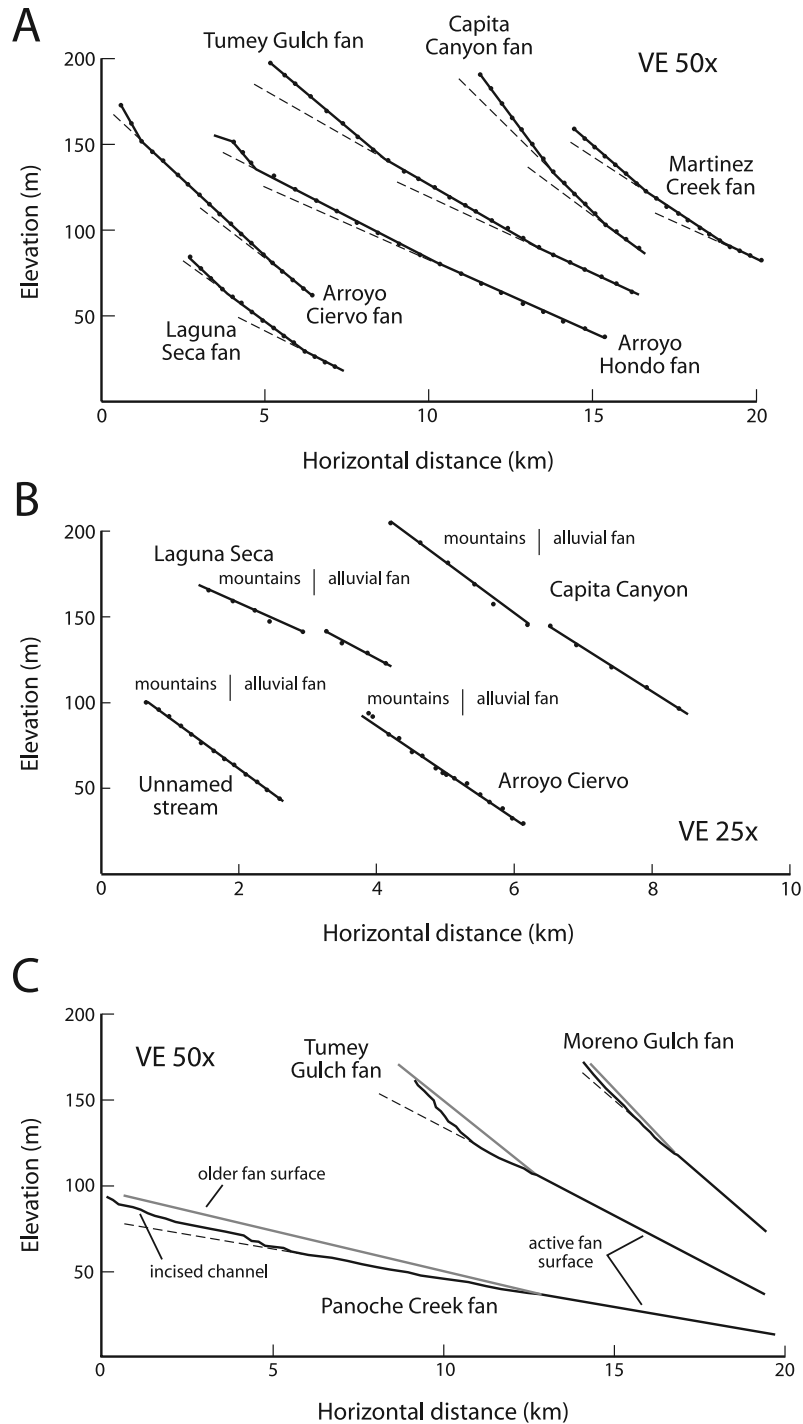 A
Tumey Gulch fan
Capita
Canyon fan
VE 50x
Martinez
Creek fan
Arroyo
Ciervo fan
Laguna
Seca fan
Arroyo
Hondo fan
Elevation (m)
200
150
100
50
0
5
10
15
20
Horizontal distance (km)
B
Laguna Seca
mountains | alluvial fan
mountains | alluvial fan
Capita Canyon
mountains | alluvial fan
mountains | alluvial fan
Unnamed
stream
Arroyo Ciervo
VE 25x
Elevation (m)
200
150
100
50
0
2
4
6
8
10
Horizontal distance (km)
C
VE 50x
Tumey
Gulch fan
Moreno Gulch fan
older fan surface
incised channel
active fan
surface
Panoche Creek fan
Elevation (m)
200
150
100
50
0
5
10
15
20
Horizontal distance (km)